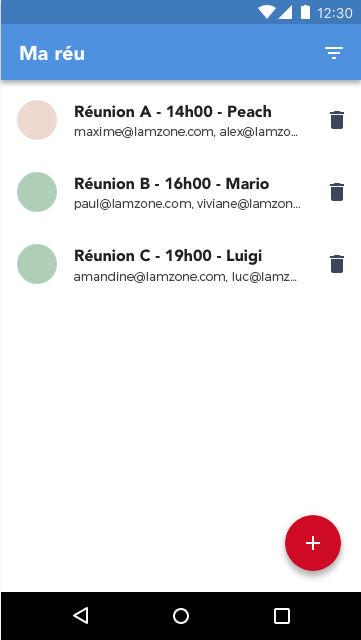 12:30
Ma réu
Réunion A - 14h00 - Peach
maxime@lamzone.com, alex@lamzo...
Réunion B - 16h00 - Mario
paul@lamzone.com, viviane@lamzon...
Réunion C - 19h00 - Luigi
amandine@lamzone.com, luc@lamz...